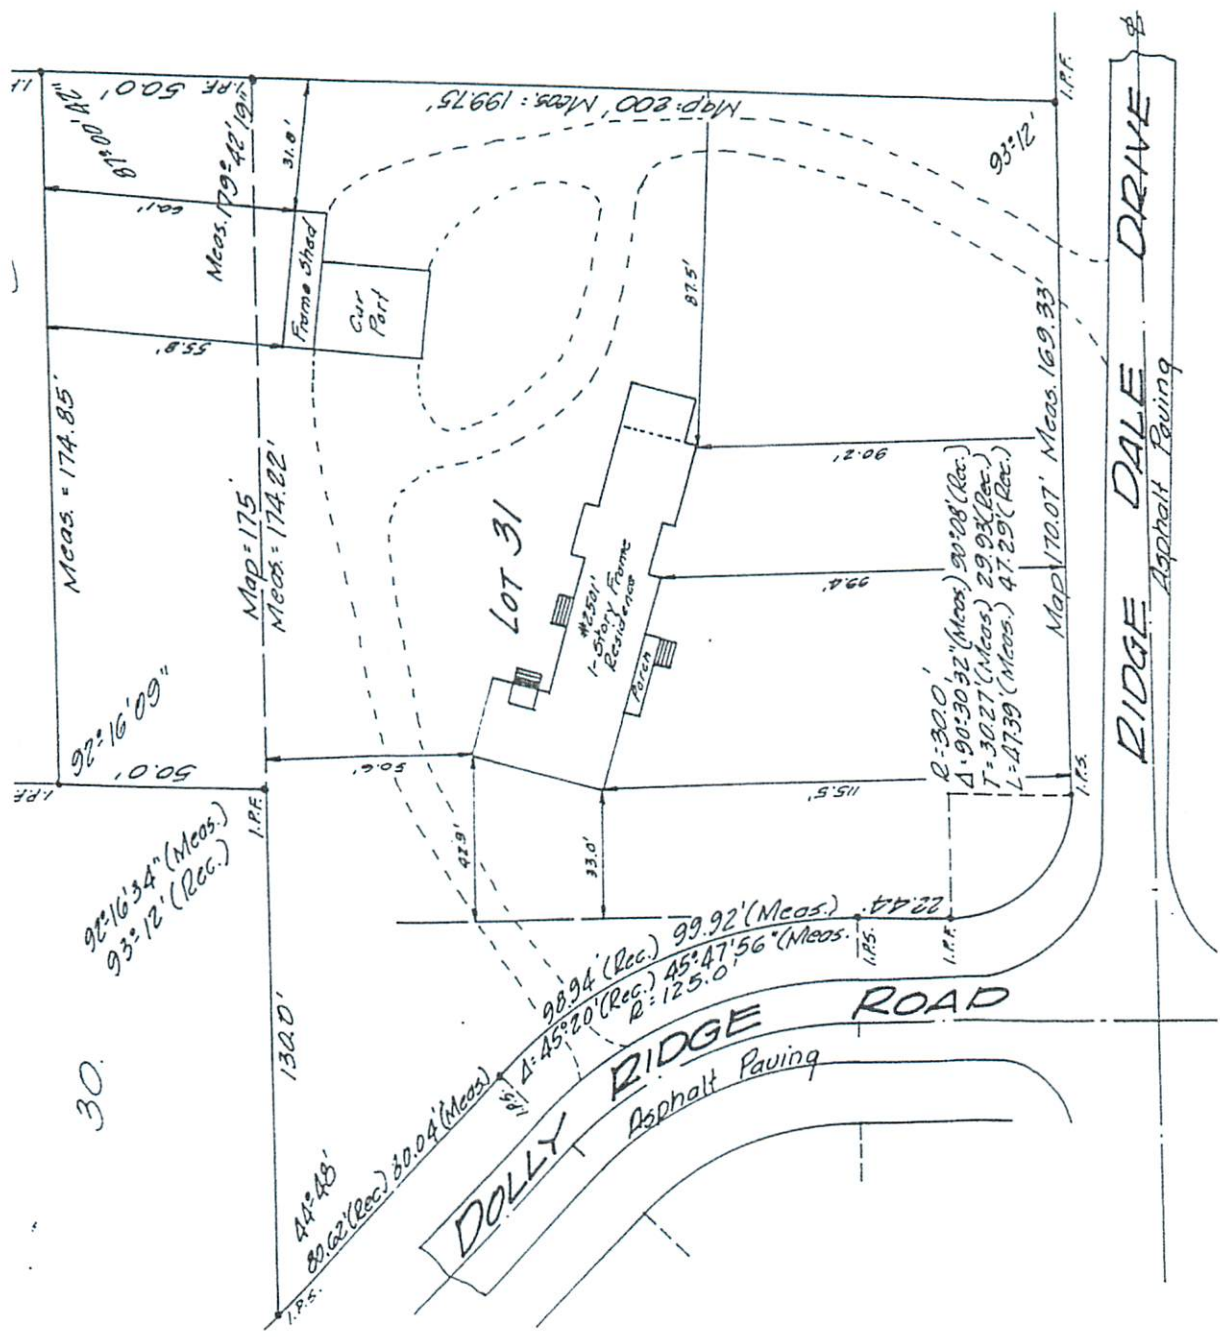 I.P.F.
50.0'
I.P.F.
Map=200' Meas.=199.75'
I.P.F.
87°00'42"
Meas. 179°42'19"
31.8'
93°12'
60.1'
Frame Shed
Car
Port
55.8'
87.5'
Meas. = 174.85'
Map=175'
Meas.=174.22'
LOT 31
#2501'
1-Story Frame
Residence
Porch
90.2'
99.4'
Map 170.07' Meas. 169.33'
RIDGE DALE DRIVE
Asphalt Paving
R=30.0'
Δ=90°30'32"(Meas.) 90°08'(Rec.)
T=30.27'(Meas.) 29.93'(Rec.)
L=47.39'(Meas.) 47.29'(Rec.)
92°16'09"
50.0'
I.P.F.
I.P.F.
50.6'
115.5'
I.P.S.
42.9'
33.0'
92°16'34"(Meas.)
93°12'(Rec.)
98.94'(Rec.) 99.92'(Meas.)
Δ=45°20'(Rec.) 45°47'56"(Meas.
R=125.0'
22.44'
I.P.S.
I.P.F.
130.0'
30
44°48'
80.62'(Rec.) 80.04'(Meas.)
I.P.S.
I.P.S.
DOLLY RIDGE ROAD
Asphalt Paving